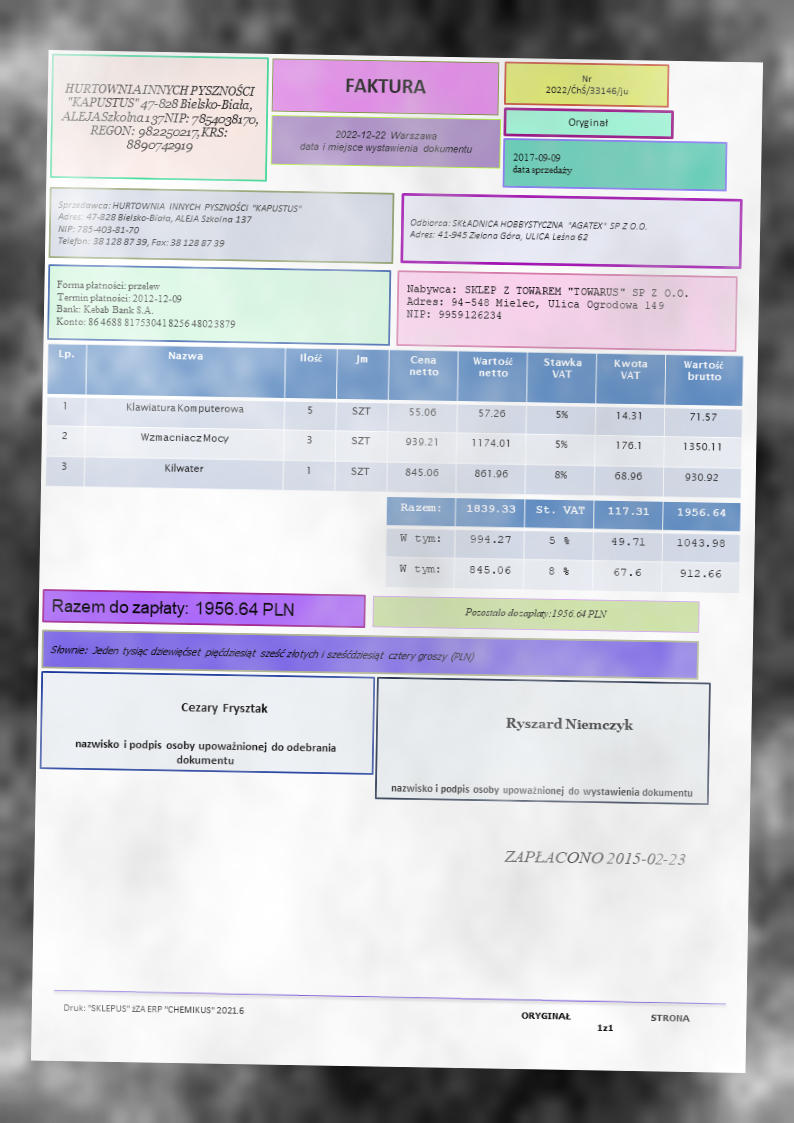 HURTOWNIA INNYCH PYSZNOŚCI
"KAPUSTUS" 47-828 Bielsko-Biała,
ALEJA Szkolna 137 NIP: 7854038170,
REGON: 982250217, KRS:
8890742919
FAKTURA
2022-12-22 Warszawa
data i miejsce wystawienia dokumentu
Nr
2022/ĆhŚ/33146/ju
Oryginał
2017-09-09
data sprzedaży
Sprzedawca: HURTOWNIA INNYCH PYSZNOŚCI "KAPUSTUS"
Adres: 47-828 Bielsko-Biała, ALEJA Szkolna 137
NIP: 785-403-81-70
Telefon: 38 128 87 39, Fax: 38 128 87 39
Odbiorca: SKŁADNICA HOBBYSTYCZNA "AGATEX" SP Z O.O.
Adres: 41-945 Zielona Góra, ULICA Leśna 62
Forma płatności: przelew
Termin płatności: 2012-12-09
Bank: Kebab Bank S.A.
Konto: 86 4688 8175 3041 8256 4802 3879
Nabywca: SKLEP Z TOWAREM "TOWARUS" SP Z O.O.
Adres: 94-548 Mielec, Ulica Ogrodowa 149
NIP: 9959126234
Lp. Nazwa Ilość Jm Cena netto Wartość netto Stawka VAT Kwota VAT Wartość brutto
1 Klawiatura Komputerowa 5 SZT 55.06 57.26 5% 14.31 71.57
2 Wzmacniacz Mocy 3 SZT 939.21 1174.01 5% 176.1 1350.11
3 Kilwater 1 SZT 845.06 861.96 8% 68.96 930.92
Razem: 1839.33 St. VAT 117.31 1956.64
W tym: 994.27 5 % 49.71 1043.98
W tym: 845.06 8 % 67.6 912.66
Razem do zapłaty: 1956.64 PLN
Pozostało do zapłaty: 1956.64 PLN
Słownie: Jeden tysiąc dziewięćset pięćdziesiąt sześć złotych i sześćdziesiąt cztery groszy (PLN)
Cezary Frysztak
nazwisko i podpis osoby upoważnionej do odebrania
dokumentu
Ryszard Niemczyk
nazwisko i podpis osoby upoważnionej do wystawienia dokumentu
ZAPŁACONO 2015-02-23
Druk: "SKLEPUS" zZA ERP "CHEMIKUS" 2021.6
ORYGINAŁ
STRONA
1z1